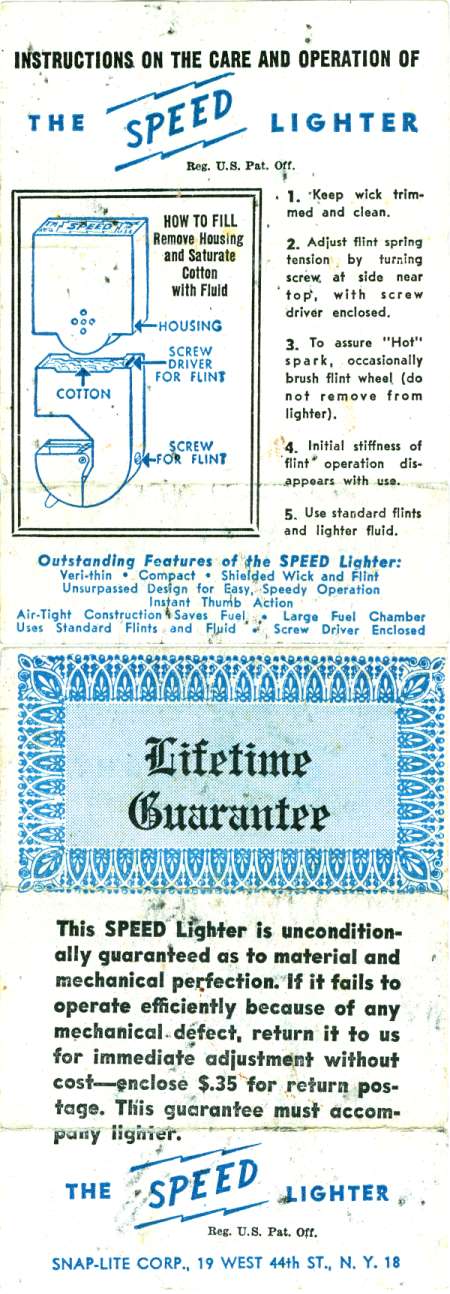 INSTRUCTIONS ON THE CARE AND OPERATION OF
THE SPEED LIGHTER
Reg. U.S. Pat. Off.
SPEED
HOW TO FILL
Remove Housing
and Saturate
Cotton
with Fluid
HOUSING
SCREW
DRIVER
FOR FLINT
COTTON
SCREW
FOR FLINT
1. Keep wick trim-
med and clean.
2. Adjust flint spring
tension by turning
screw at side near
top, with screw
driver enclosed.
3. To assure "Hot"
spark, occasionally
brush flint wheel (do
not remove from
lighter).
4. Initial stiffness of
flint operation dis-
appears with use.
5. Use standard flints
and lighter fluid.
Outstanding Features of the SPEED Lighter:
Veri-thin • Compact • Shielded Wick and Flint
Unsurpassed Design for Easy, Speedy Operation
Instant Thumb Action
Air-Tight Construction Saves Fuel • Large Fuel Chamber
Uses Standard Flints and Fluid • Screw Driver Enclosed
Lifetime
Guarantee
This SPEED Lighter is uncondition-
ally guaranteed as to material and
mechanical perfection. If it fails to
operate efficiently because of any
mechanical defect, return it to us
for immediate adjustment without
cost—enclose $.35 for return pos-
tage. This guarantee must accom-
pany lighter.
THE SPEED LIGHTER
Reg. U.S. Pat. Off.
SNAP-LITE CORP., 19 WEST 44th ST., N. Y. 18